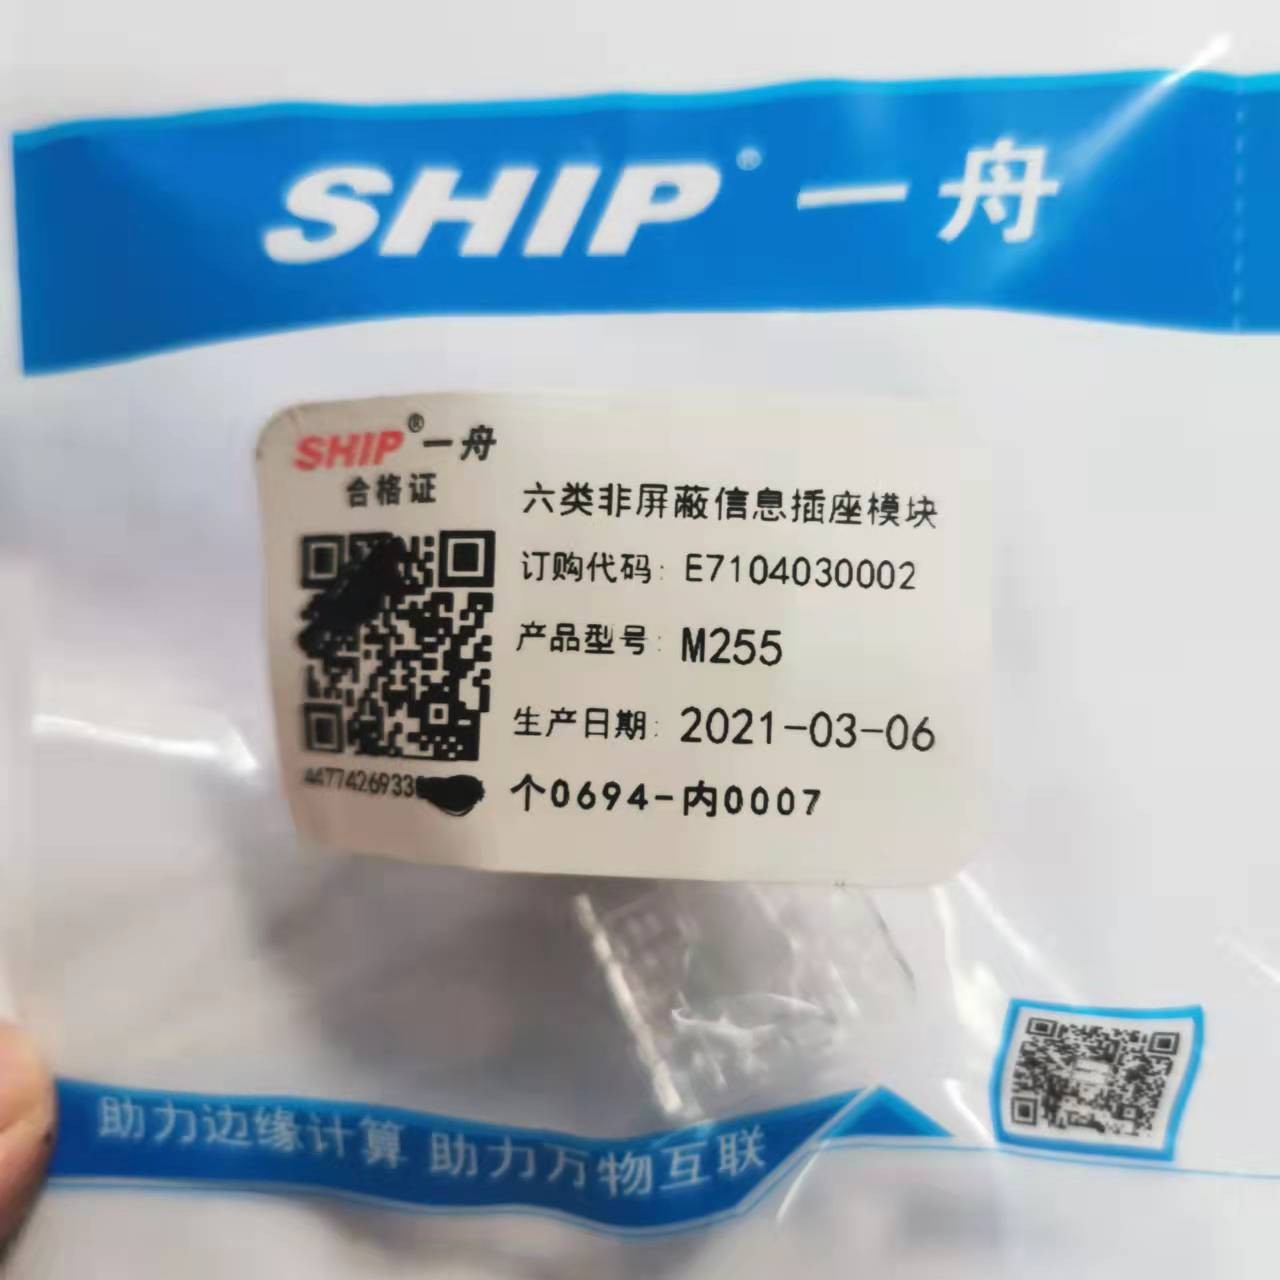 SHIP® 一舟
SHIP® 一舟
合格证
六类非屏蔽信息插座模块
订购代码: E7104030002
产品型号: M255
生产日期: 2021-03-06
4477426933
个0694-内0007
助力边缘计算 助力万物互联